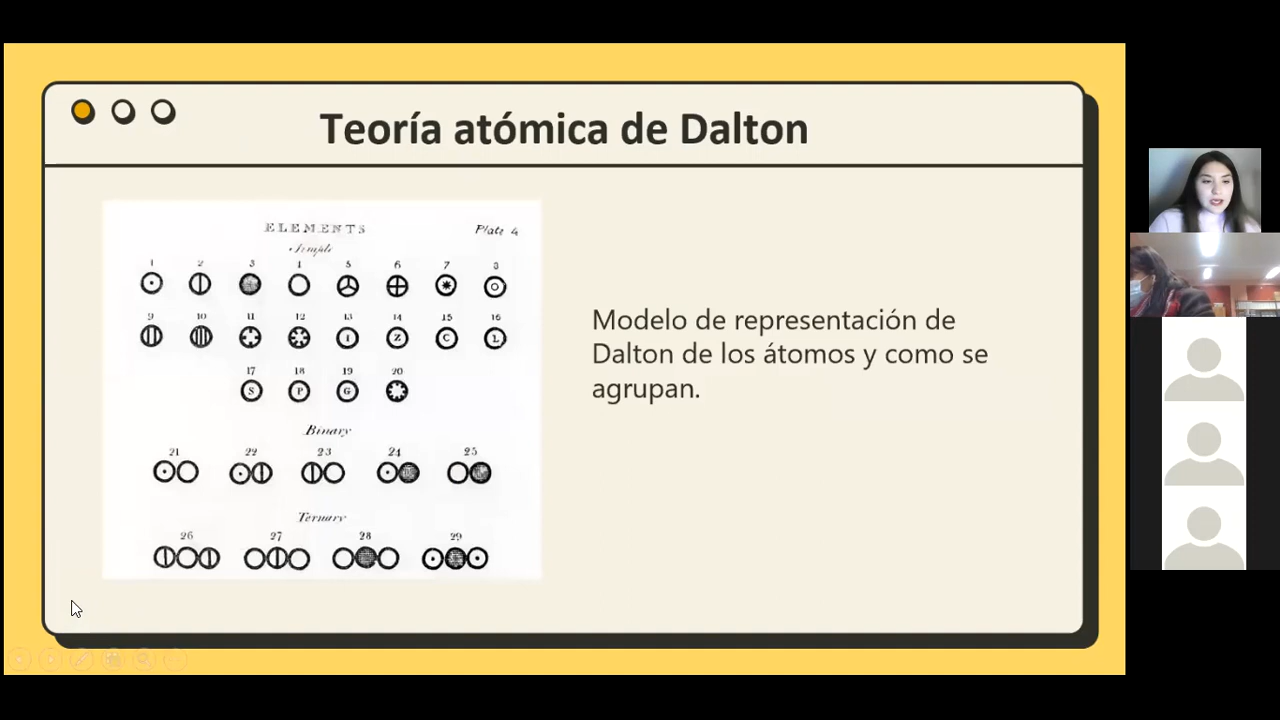 Teoría atómica de Dalton
ELEMENTS
Plate 4
Simple
1 2 3 4 5 6 7 8
9 10 11 12 13 14 15 16
I Z C L
17 18 19 20
S P G
Binary
21 22 23 24 25
Ternary
26 27 28 29
Modelo de representación de
Dalton de los átomos y como se
agrupan.